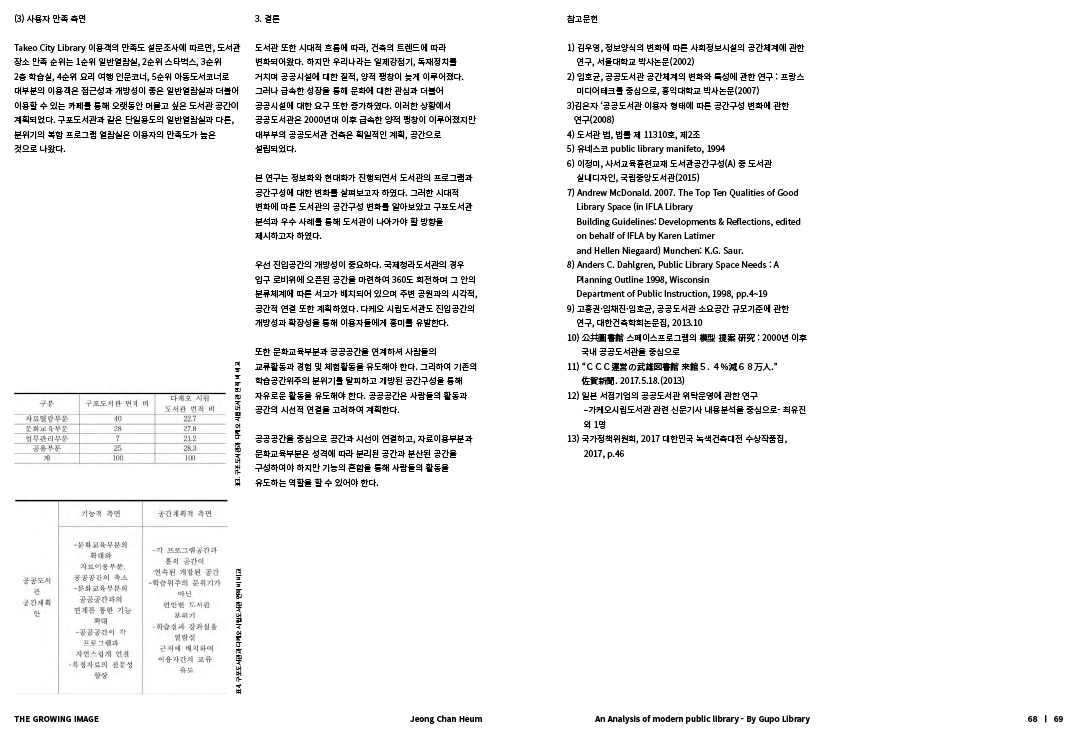 (3) 사용자 만족 측면
Takeo City Library 이용객의 만족도 설문조사에 따르면, 도서관
장소 만족 순위는 1순위 일반열람실, 2순위 스타벅스, 3순위
2층 학습실, 4순위 요리 여행 인문코너, 5순위 아동도서코너로
대부분의 이용객은 접근성과 개방성이 좋은 일반열람실과 더불어
이용할 수 있는 카페를 통해 오랫동안 머물고 싶은 도서관 공간이
계획되었다. 구포도서관과 같은 단일용도의 일반열람실과 다른,
분위기의 복합 프로그램 열람실은 이용자의 만족도가 높은
것으로 나왔다.
구분 구포도서관 면적 비 다케오 시립
도서관 면적 비
자료열람부문 40 22.7
문화교육부문 28 27.8
업무관리부문 7 21.2
공용부문 25 28.3
계 100 100
표3. 구포도서관과 다케오 시립도서관 면적 비 비교
기능적 측면 공간계획적 측면
공공도서
관
공간계획
안
-문화교육부문의
확대와
자료이용부문,
공공공간의 축소
-문화교육부문의
공공공간과의
연계를 통한 기능
확대
-공공공간이 각
프로그램과
자연스럽게 연결
-특정자료의 전문성
향상
-각 프로그램공간과
홀의 공간이
연속된 개방된 공간
-학습위주의 분위기가
아닌
편안한 도서관
분위기
-학습실과 강좌실을
열람실
근처에 배치하여
이용자간의 교류
유도
표4. 구포도서관과 다케오 시립도서관 면적 비 비교
3. 결론
도서관 또한 시대적 흐름에 따라, 건축의 트렌드에 따라
변화되어왔다. 하지만 우리나라는 일제강점기, 독재정치를
거치며 공공시설에 대한 질적, 양적 팽창이 늦게 이루어졌다.
그러나 급속한 성장을 통해 문화에 대한 관심과 더불어
공공시설에 대한 요구 또한 증가하였다. 이러한 상황에서
공공도서관은 2000년대 이후 급속한 양적 팽창이 이루어졌지만
대부부의 공공도서관 건축은 획일적인 계획, 공간으로
설립되었다.
본 연구는 정보화와 현대화가 진행되면서 도서관의 프로그램과
공간구성에 대한 변화를 살펴보고자 하였다. 그러한 시대적
변화에 따른 도서관의 공간구성 변화를 알아보았고 구포도서관
분석과 우수 사례를 통해 도서관이 나아가야 할 방향을
제시하고자 하였다.
우선 진입공간의 개방성이 중요하다. 국제청라도서관의 경우
입구 로비위에 오픈된 공간을 마련하여 360도 회전하며 그 안의
분류체계에 따른 서고가 배치되어 있으며 주변 공원과의 시각적,
공간적 연결 또한 계획하였다. 다케오 시립도서관도 진입공간의
개방성과 확장성을 통해 이용자들에게 흥미를 유발한다.
또한 문화교육부분과 공공공간을 연계하셔 사람들의
교류활동과 경험 및 체험활동을 유도해야 한다. 그리하여 기존의
학습공간위주의 분위기를 탈피하고 개방된 공간구성을 통해
자유로운 활동을 유도해야 한다. 공공공간은 사람들의 활동과
공간의 시선적 연결을 고려하여 계획한다.
공공공간을 중심으로 공간과 시선이 연결하고, 자료이용부분과
문화교육부분은 성격에 따라 분리된 공간과 분산된 공간을
구성하여야 하지만 기능의 혼합을 통해 사람들의 활동을
유도하는 역할을 할 수 있어야 한다.
참고문헌
1) 김우영, 정보양식의 변화에 따른 사회정보시설의 공간체계에 관한
연구, 서울대학교 박사논문(2002)
2) 임호균, 공공도서관 공간체계의 변화와 특성에 관한 연구 : 프랑스
미디어테크를 중심으로, 홍익대학교 박사논문(2007)
3)김은자 '공공도서관 이용자 형태에 따른 공간구성 변화에 관한
연구(2008)
4) 도서관 법, 법률 제 11310호, 제2조
5) 유네스코 public library manifeto, 1994
6) 이정미, 사서교육훈련교재 도서관공간구성(A) 중 도서관
실내디자인, 국립중앙도서관(2015)
7) Andrew McDonald. 2007. The Top Ten Qualities of Good
Library Space (in IFLA Library
Building Guidelines: Developments & Reflections, edited
on behalf of IFLA by Karen Latimer
and Hellen Niegaard) Munchen: K.G. Saur.
8) Anders C. Dahlgren, Public Library Space Needs : A
Planning Outline 1998, Wisconsin
Department of Public Instruction, 1998, pp.4~19
9) 고흥권·임채진·임호균, 공공도서관 소요공간 규모기준에 관한
연구, 대한건축학회논문집, 2013.10
10) 公共圖書館 스페이스프로그램의 模型 提案 硏究 : 2000년 이후
국내 공공도서관을 중심으로
11) "ＣＣＣ運営の武雄図書館 来館５．４％減６８万人."
佐賀新聞. 2017.5.18.(2013)
12) 일본 서점기업의 공공도서관 위탁운영에 관한 연구
-가케오시립도서관 관련 신문기사 내용분석을 중심으로- 최유진
외 1명
13) 국가정책위원회, 2017 대한민국 녹색건축대전 수상작품집,
2017, p.46
THE GROWING IMAGE
Jeong Chan Heum
An Analysis of modern public library - By Gupo Library
68 | 69